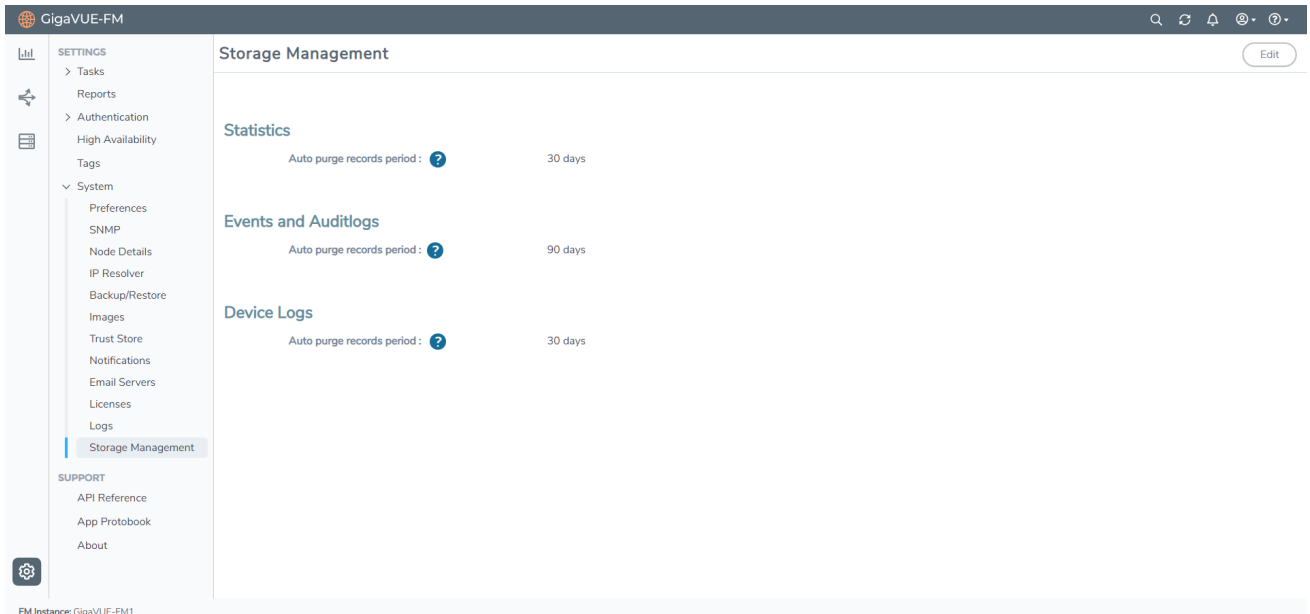 GigaVUE-FM
SETTINGS
Tasks
Reports
Authentication
High Availability
Tags
System
Preferences
SNMP
Node Details
IP Resolver
Backup/Restore
Images
Trust Store
Notifications
Email Servers
Licenses
Logs
Storage Management
SUPPORT
API Reference
App Protobook
About
Storage Management
Edit
Statistics
Auto purge records period : ? 30 days
Events and Auditlogs
Auto purge records period : ? 90 days
Device Logs
Auto purge records period : ? 30 days
FM Instance: GigaVUE-FM1